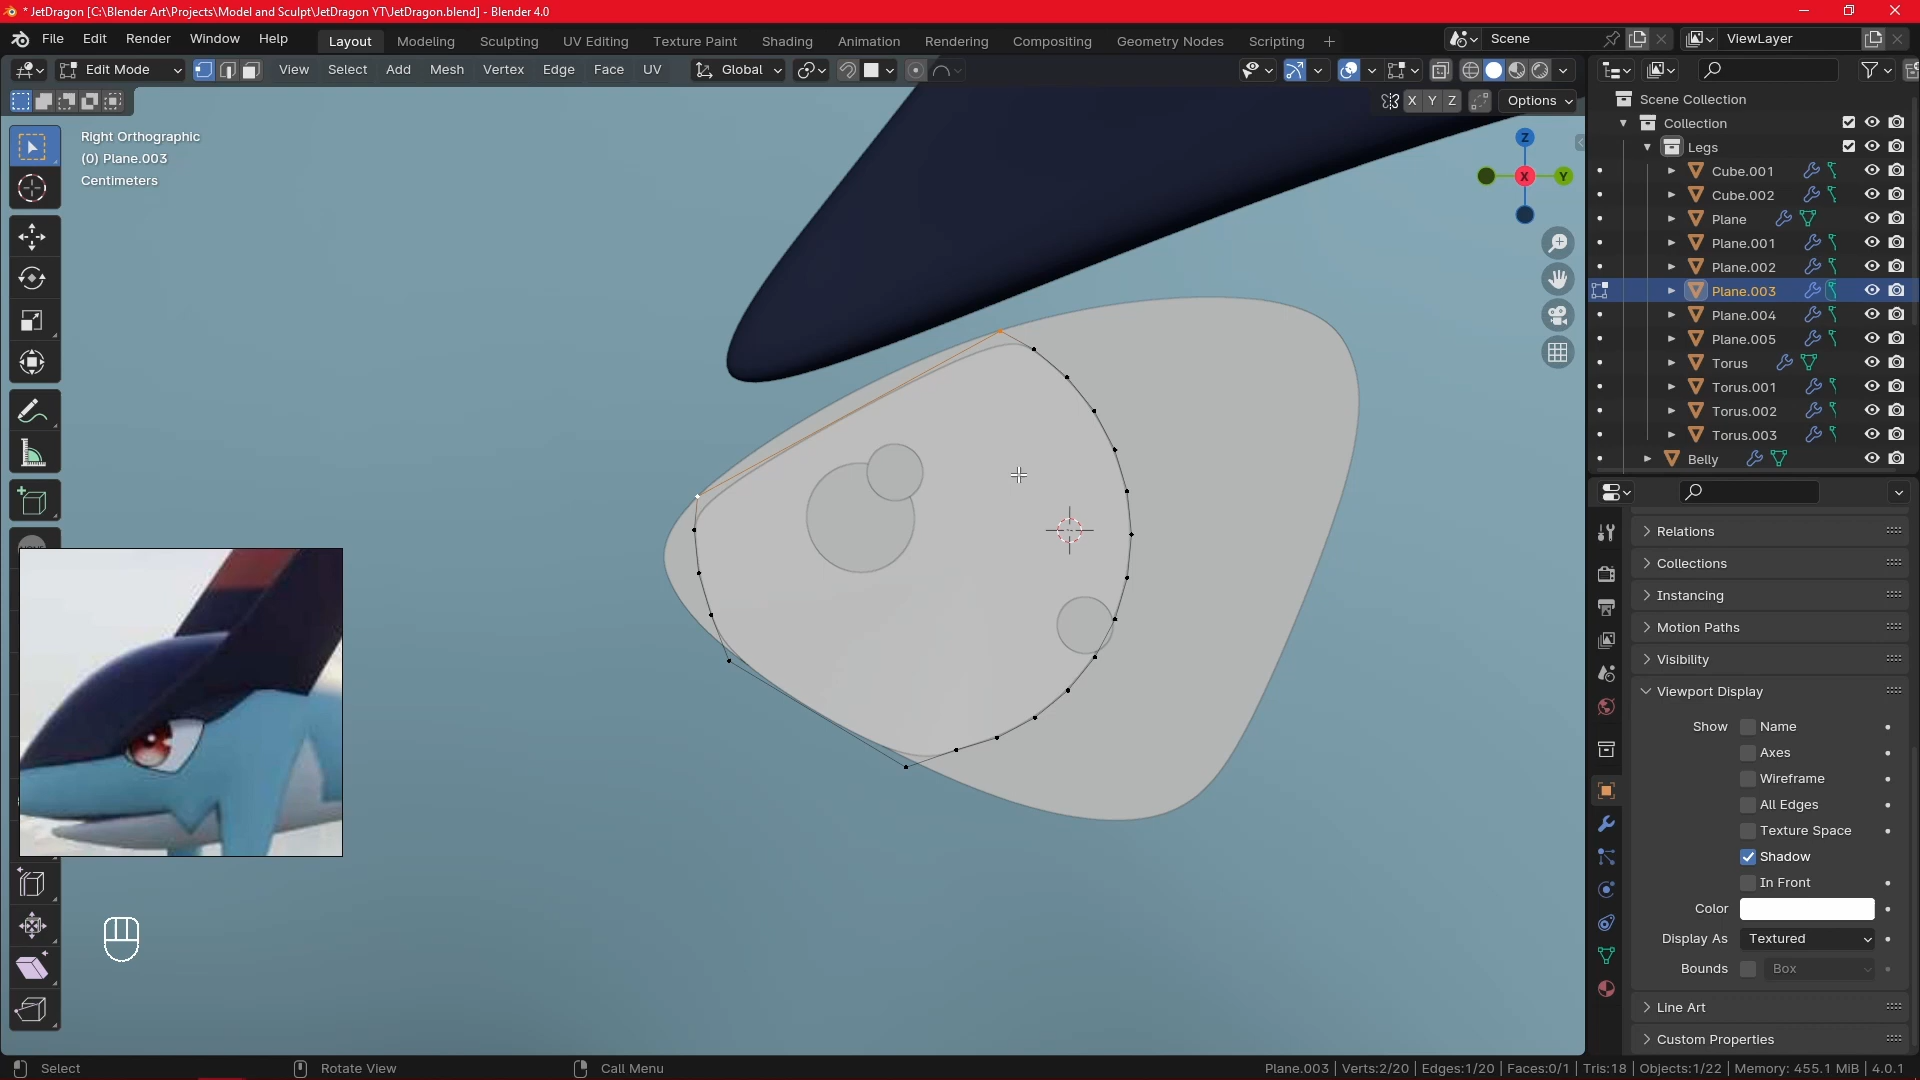 * JetDragon [C:\Blender Art\Projects\Model and Sculpt\JetDragon YT\JetDragon.blend] - Blender 4.0
File Edit Render Window Help Layout Modeling Sculpting UV Editing Texture Paint Shading Animation Rendering Compositing Geometry Nodes Scripting + Scene ViewLayer
Edit Mode View Select Add Mesh Vertex Edge Face UV Global
X Y Z Options
Right Orthographic
(0) Plane.003
Centimeters
Z
X
Y
Scene Collection
Collection
Legs
Cube.001
Cube.002
Plane
Plane.001
Plane.002
Plane.003
Plane.004
Plane.005
Torus
Torus.001
Torus.002
Torus.003
Belly
Relations
Collections
Instancing
Motion Paths
Visibility
Viewport Display
Show Name
Axes
Wireframe
All Edges
Texture Space
Shadow
In Front
Color
Display As Textured
Bounds Box
Line Art
Custom Properties
Select Rotate View Call Menu Plane.003 | Verts:2/20 | Edges:1/20 | Faces:0/1 | Tris:18 | Objects:1/22 | Memory: 455.1 MiB | 4.0.1